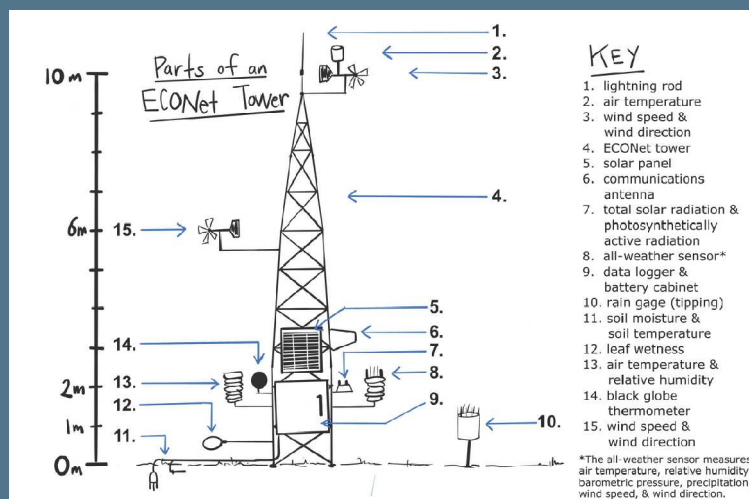 Parts of an
ECONet Tower
10m
6m
2m
1m
0m
1.
2.
3.
4.
15.
5.
6.
7.
8.
9.
10.
14.
13.
12.
11.
1
KEY
1. lightning rod
2. air temperature
3. wind speed &
wind direction
4. ECONet tower
5. solar panel
6. communications
antenna
7. total solar radiation &
photosynthetically
active radiation
8. all-weather sensor*
9. data logger &
battery cabinet
10. rain gage (tipping)
11. soil moisture &
soil temperature
12. leaf wetness
13. air temperature &
relative humidity
14. black globe
thermometer
15. wind speed &
wind direction
*The all-weather sensor measures
air temperature, relative humidity
barometric pressure, precipitation
wind speed, & wind direction.